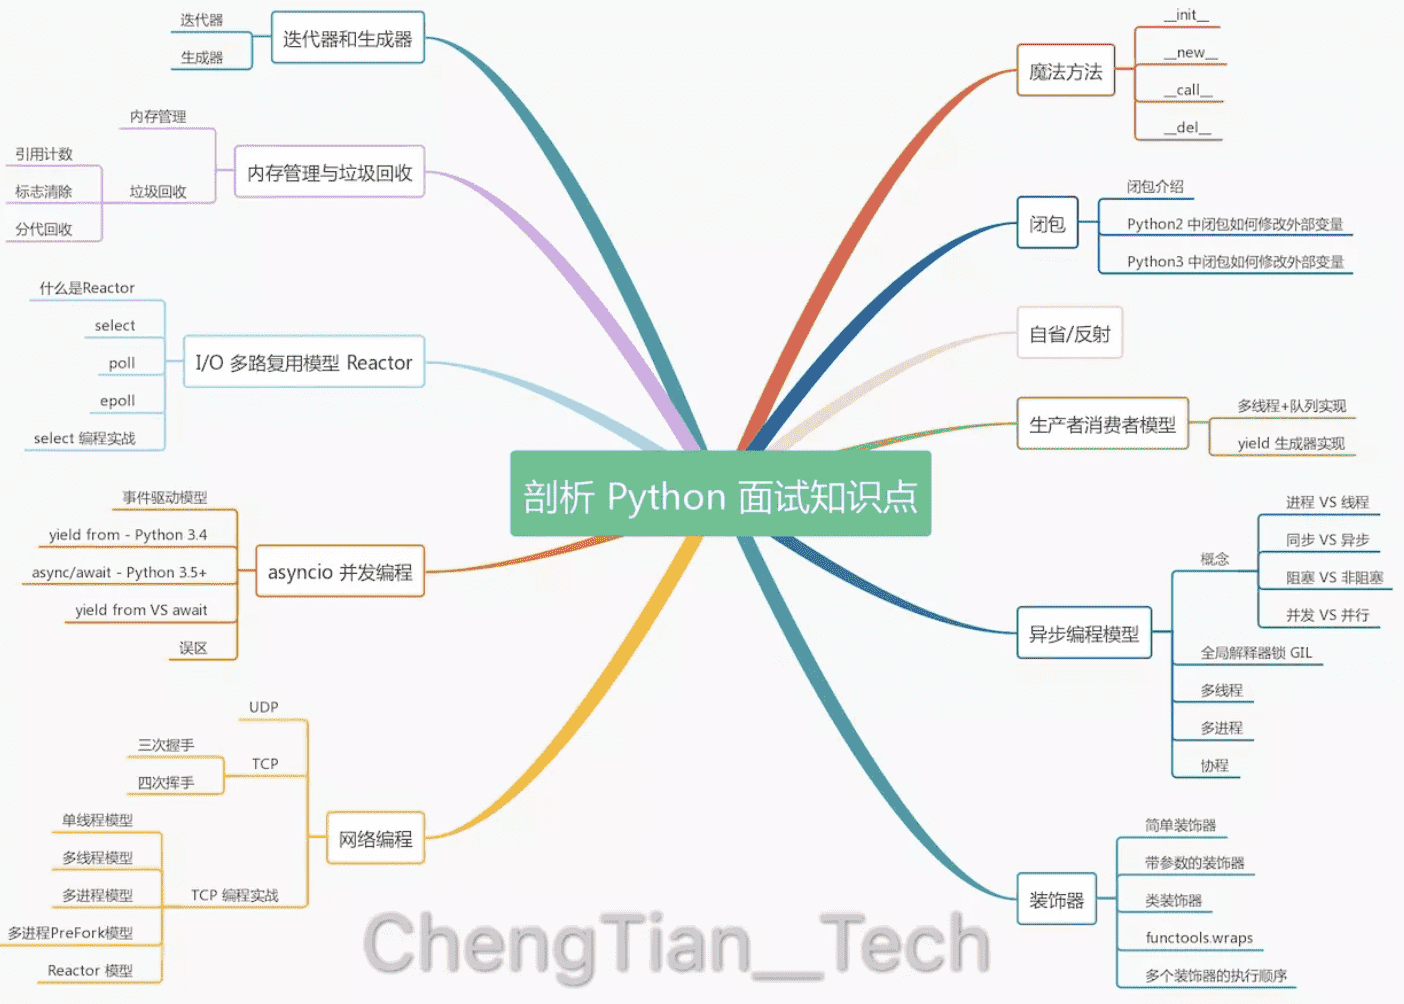 剖析 Python 面试知识点
魔法方法
__init__
__new__
__call__
__del__
闭包
闭包介绍
Python2 中闭包如何修改外部变量
Python3 中闭包如何修改外部变量
自省/反射
生产者消费者模型
多线程+队列实现
yield 生成器实现
异步编程模型
概念
进程 VS 线程
同步 VS 异步
阻塞 VS 非阻塞
并发 VS 并行
全局解释器锁 GIL
多线程
多进程
协程
装饰器
简单装饰器
带参数的装饰器
类装饰器
functools.wraps
多个装饰器的执行顺序
迭代器和生成器
迭代器
生成器
内存管理与垃圾回收
内存管理
垃圾回收
引用计数
标志清除
分代回收
I/O 多路复用模型 Reactor
什么是Reactor
select
poll
epoll
select 编程实战
asyncio 并发编程
事件驱动模型
yield from - Python 3.4
async/await - Python 3.5+
yield from VS await
误区
网络编程
UDP
TCP
三次握手
四次挥手
TCP 编程实战
单线程模型
多线程模型
多进程模型
多进程PreFork模型
Reactor 模型
ChengTian__Tech